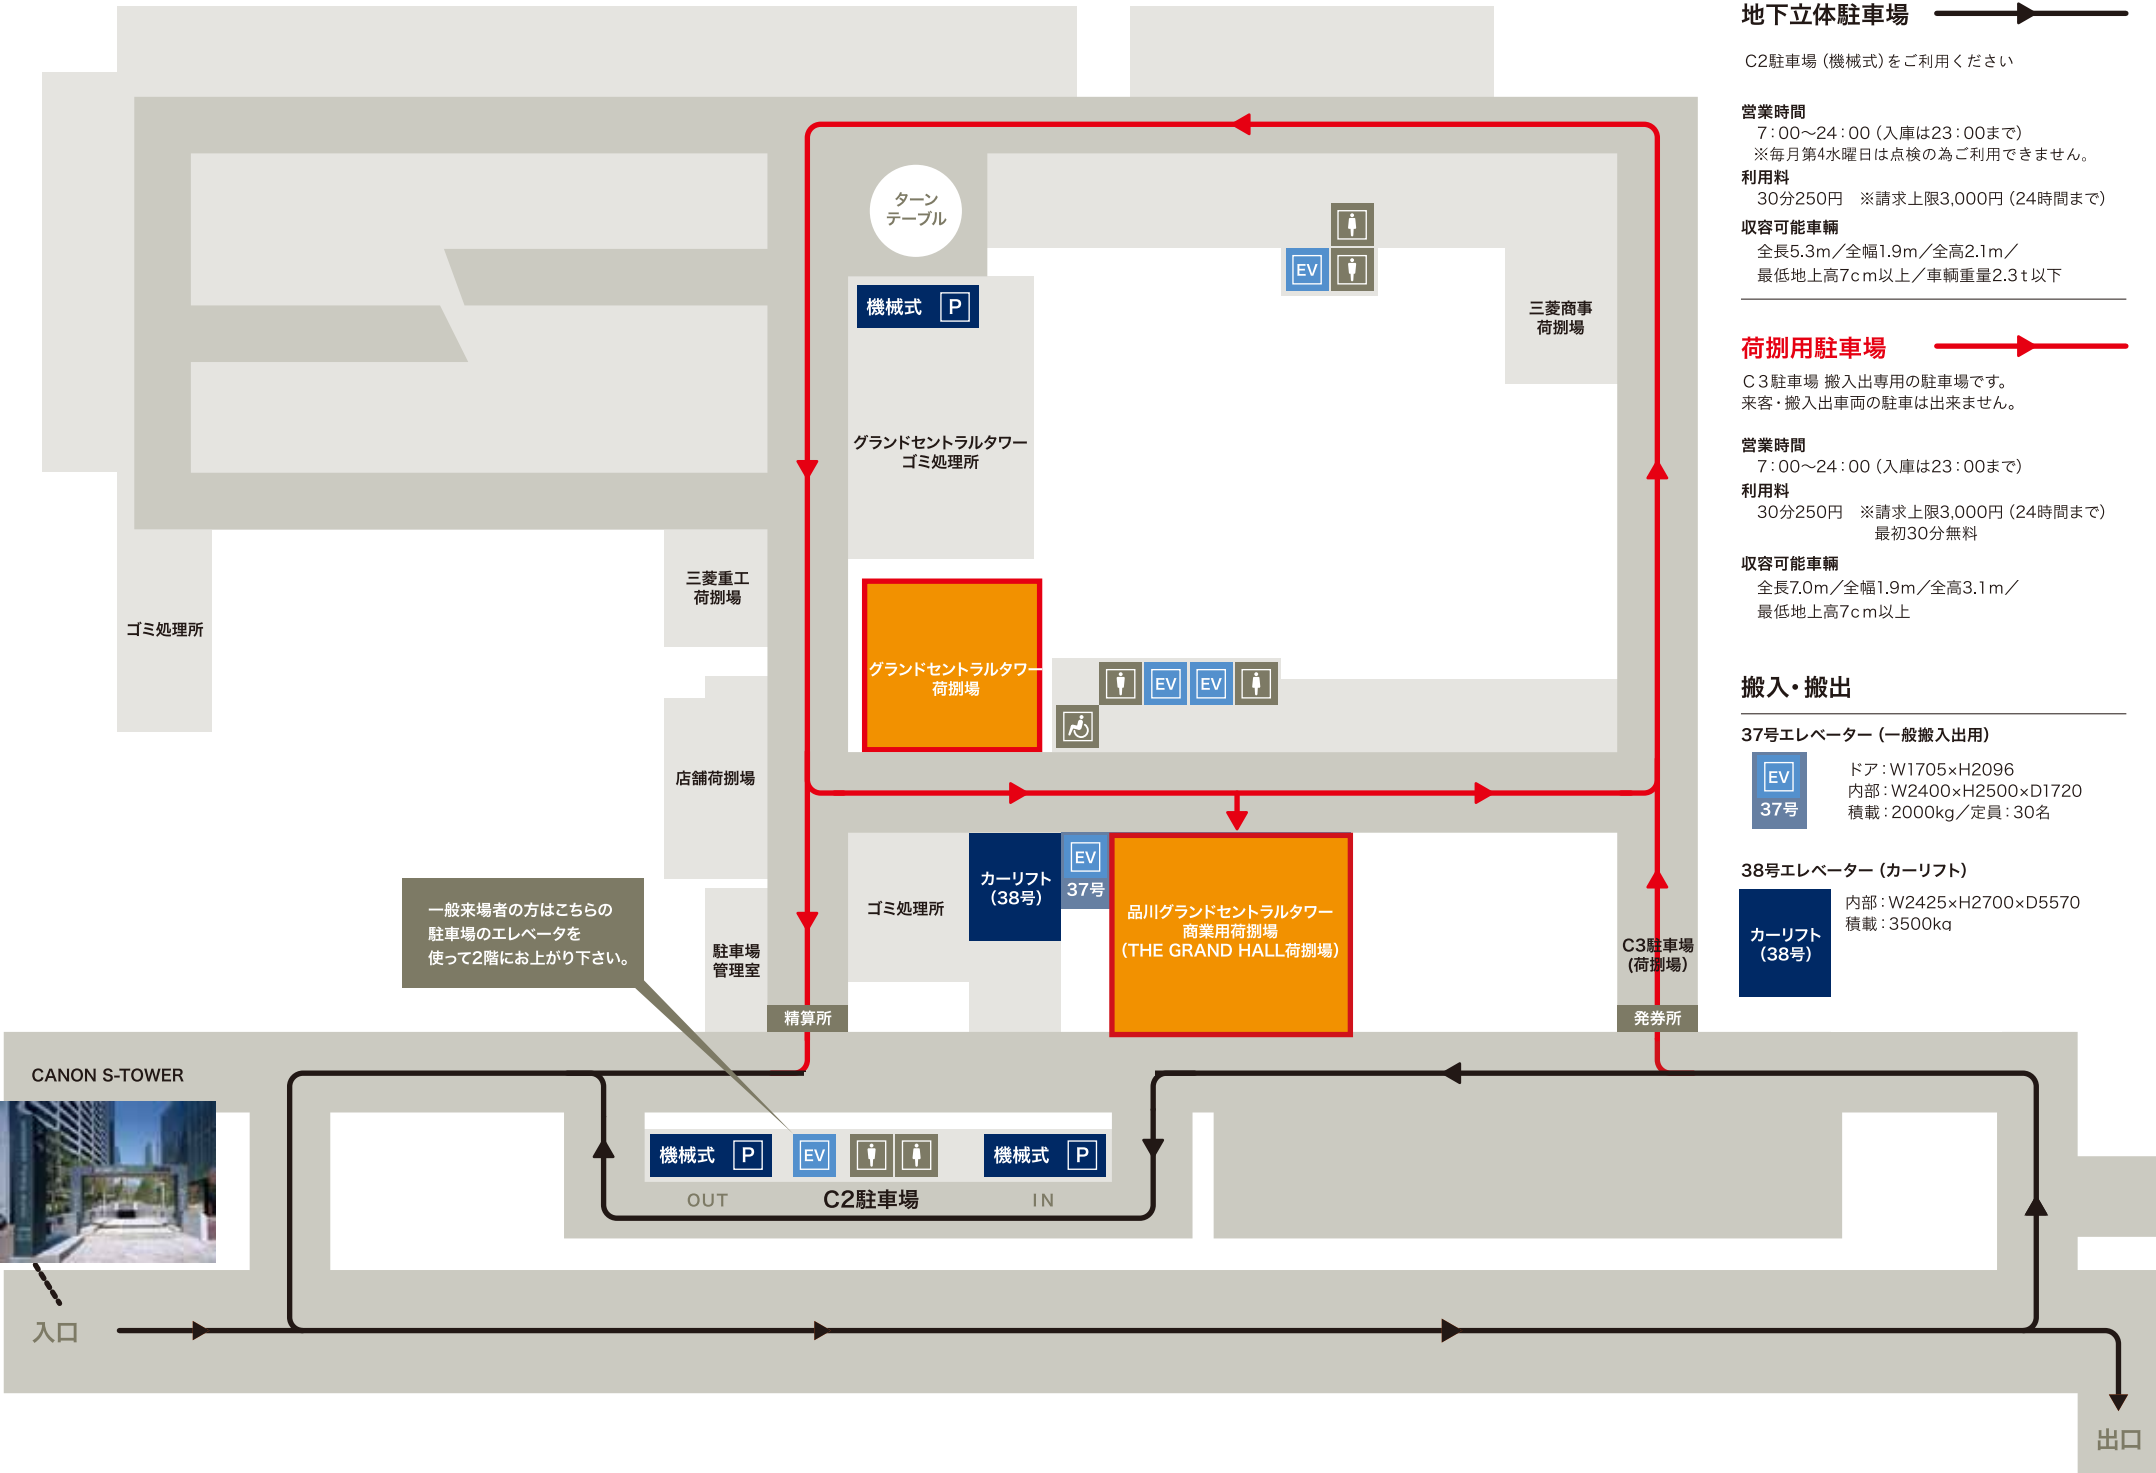 地下立体駐車場
C2駐車場（機械式）をご利用ください
営業時間
7：00〜24：00（入庫は23：00まで）
※毎月第4水曜日は点検の為ご利用できません。
利用料
30分250円　※請求上限3,000円（24時間まで）
収容可能車輌
全長5.3m／全幅1.9m／全高2.1m／
最低地上高7cm以上／車輌重量2.3t以下
荷捌用駐車場
C3駐車場 搬入出専用の駐車場です。
来客・搬入出車両の駐車は出来ません。
営業時間
7：00〜24：00（入庫は23：00まで）
利用料
30分250円　※請求上限3,000円（24時間まで）
最初30分無料
収容可能車輌
全長7.0m／全幅1.9m／全高3.1m／
最低地上高7cm以上
搬入・搬出
37号エレベーター（一般搬入出用）
EV
37号
ドア：W1705×H2096
内部：W2400×H2500×D1720
積載：2000kg／定員：30名
38号エレベーター（カーリフト）
カーリフト
(38号)
内部：W2425×H2700×D5570
積載：3500kg
ターン
テーブル
機械式 P
EV
三菱商事
荷捌場
グランドセントラルタワー
ゴミ処理所
三菱重工
荷捌場
ゴミ処理所
グランドセントラルタワー
荷捌場
EV EV
店舗荷捌場
ゴミ処理所
カーリフト
(38号)
EV
37号
品川グランドセントラルタワー
商業用荷捌場
(THE GRAND HALL荷捌場)
C3駐車場
(荷捌場)
一般来場者の方はこちらの
駐車場のエレベータを
使って2階にお上がり下さい。
駐車場
管理室
精算所
発券所
CANON S-TOWER
機械式 P
EV
機械式 P
OUT
C2駐車場
IN
入口
出口